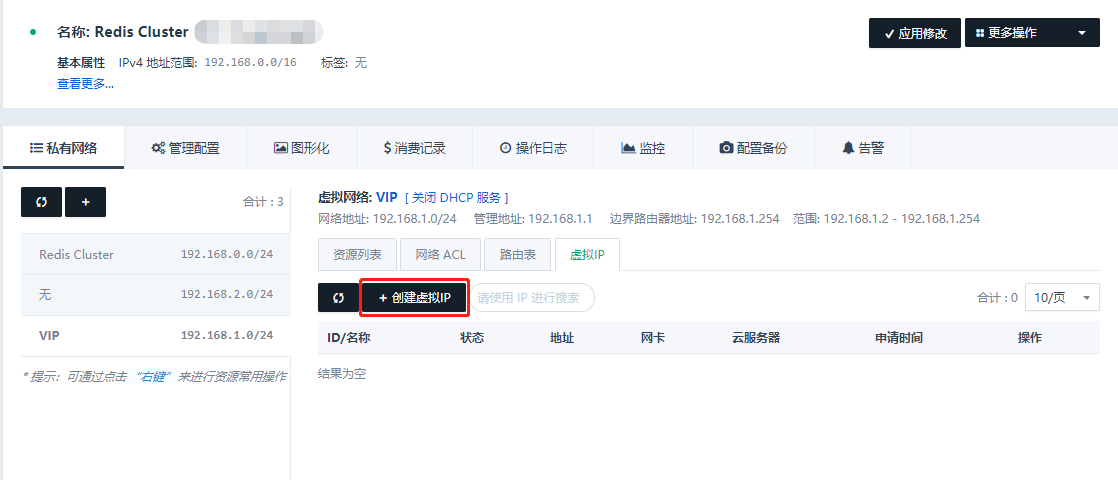 名称: Redis Cluster
应用修改 更多操作
基本属性 IPv4 地址范围: 192.168.0.0/16 标签: 无
查看更多...
私有网络 管理配置 图形化 消费记录 操作日志 监控 配置备份 告警
合计 : 3
Redis Cluster 192.168.0.0/24
无 192.168.2.0/24
VIP 192.168.1.0/24
* 提示：可通过点击 “右键” 来进行资源常用操作
虚拟网络: VIP [ 关闭 DHCP 服务 ]
网络地址: 192.168.1.0/24 管理地址: 192.168.1.1 边界路由器地址: 192.168.1.254 范围: 192.168.1.2 - 192.168.1.254
资源列表 网络 ACL 路由表 虚拟IP
+ 创建虚拟IP 请使用 IP 进行搜索 合计 : 0 10/页
ID/名称 状态 地址 网卡 云服务器 申请时间 操作
结果为空